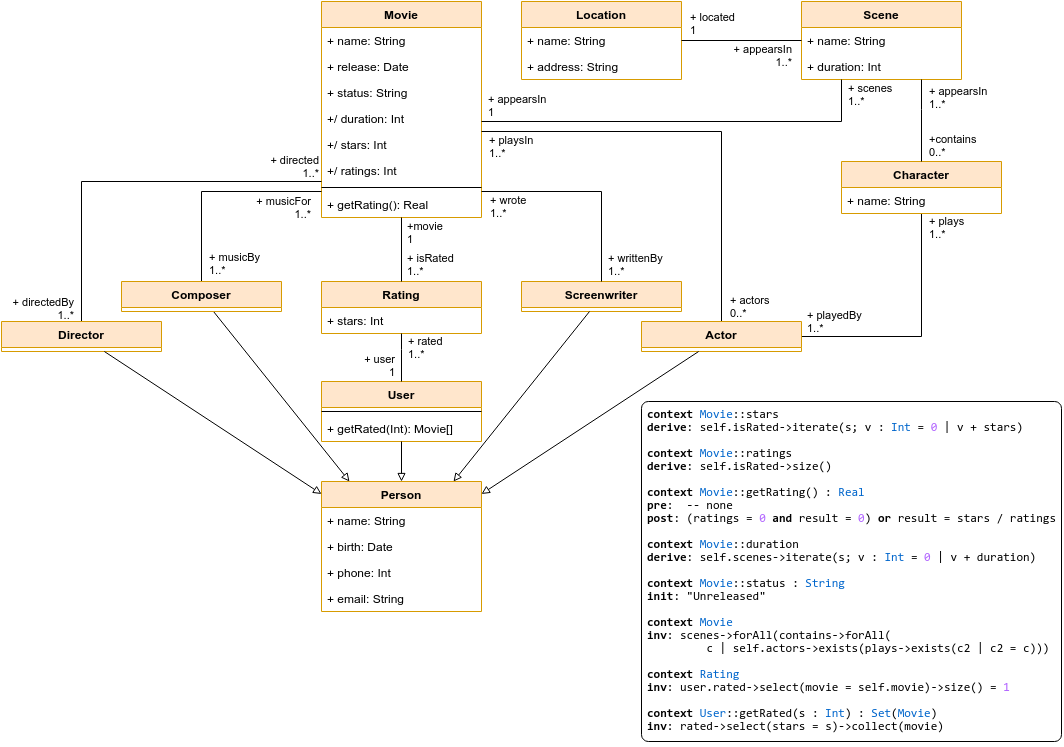 Movie
+ name: String
+ release: Date
+ status: String
+/ duration: Int
+/ stars: Int
+/ ratings: Int
+ getRating(): Real
Location
+ name: String
+ address: String
+ located
1
+ appearsIn
1..*
Scene
+ name: String
+ duration: Int
+ scenes
1..*
+ appearsIn
1..*
+ appearsIn
1
+ playsIn
1..*
+contains
0..*
Character
+ name: String
+ plays
1..*
+ directed
1..*
+ musicFor
1..*
+ wrote
1..*
+movie
1
+ isRated
1..*
+ musicBy
1..*
+ writtenBy
1..*
+ directedBy
1..*
+ actors
0..*
+ playedBy
1..*
Composer
Rating
+ stars: Int
Screenwriter
Director
Actor
+ rated
1..*
+ user
1
User
+ getRated(Int): Movie[]
Person
+ name: String
+ birth: Date
+ phone: Int
+ email: String
context Movie::stars
derive: self.isRated->iterate(s; v : Int = 0 | v + stars)
context Movie::ratings
derive: self.isRated->size()
context Movie::getRating() : Real
pre:  -- none
post: (ratings = 0 and result = 0) or result = stars / ratings
context Movie::duration
derive: self.scenes->iterate(s; v : Int = 0 | v + duration)
context Movie::status : String
init: "Unreleased"
context Movie
inv: scenes->forAll(contains->forAll(
c | self.actors->exists(plays->exists(c2 | c2 = c)))
context Rating
inv: user.rated->select(movie = self.movie)->size() = 1
context User::getRated(s : Int) : Set(Movie)
inv: rated->select(stars = s)->collect(movie)